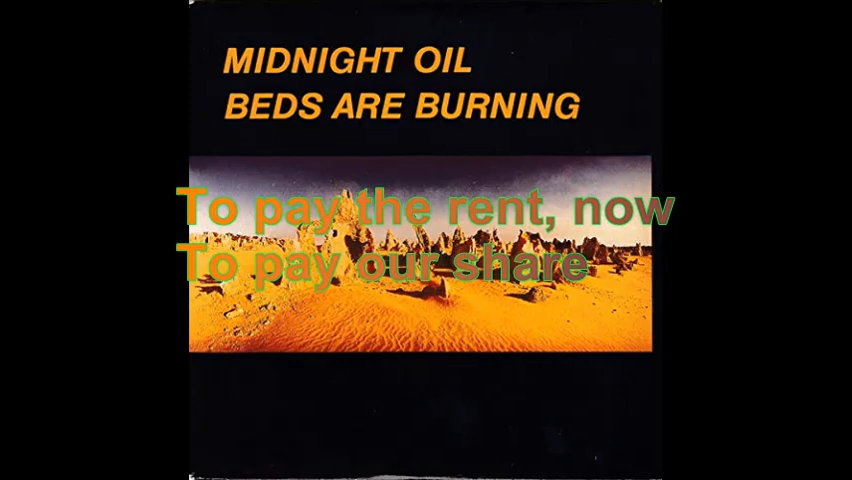 MIDNIGHT OIL
BEDS ARE BURNING
To pay the rent, now
To pay our share